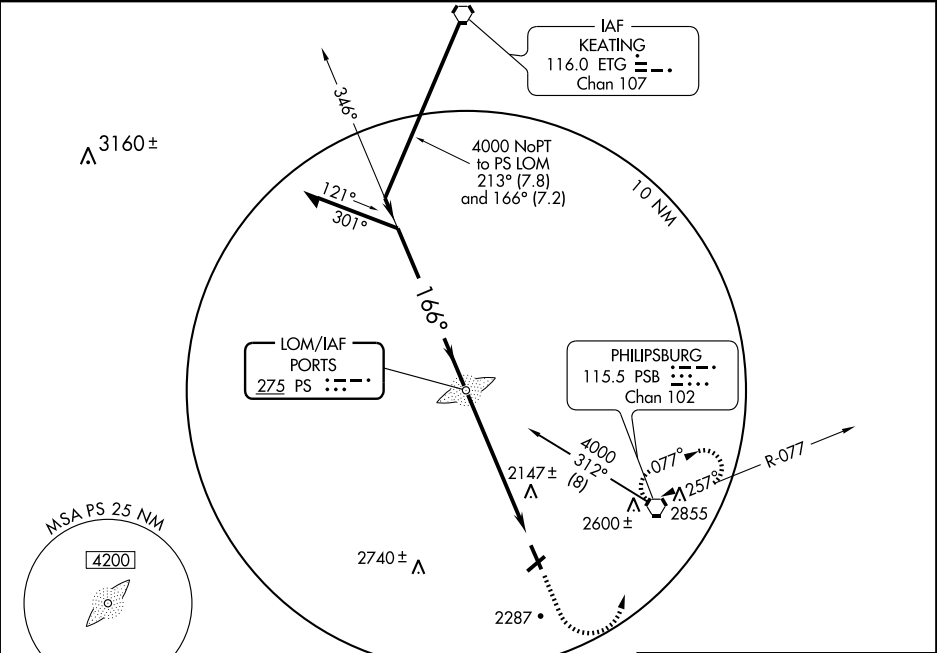 IAF
KEATING
116.0 ETG
Chan 107
346°
3160 ±
4000 NoPT
to PS LOM
213° (7.8)
and 166° (7.2)
10 NM
121°
301°
166°
LOM/IAF
PORTS
275 PS
PHILIPSBURG
115.5 PSB
Chan 102
4000
312°
(8)
077°
257°
R-077
2147 ±
2600 ±
2855
MSA PS 25 NM
4200
2740 ±
2287